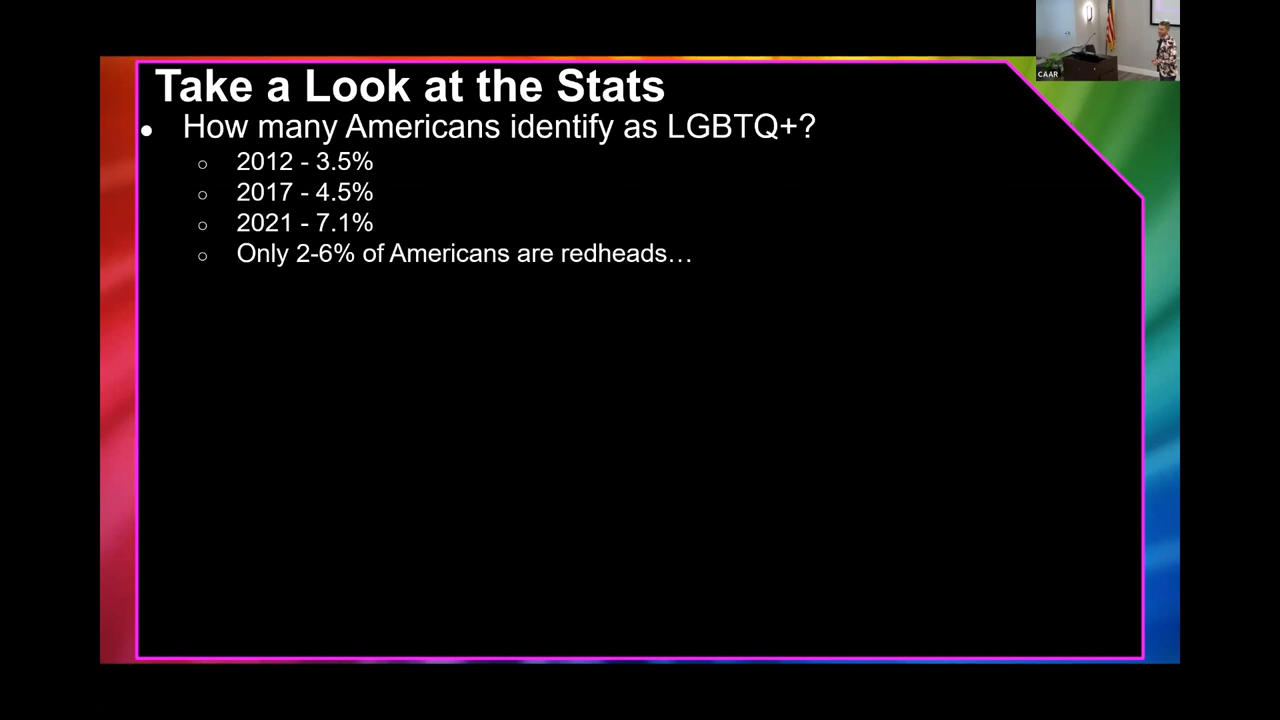 CAAR
Take a Look at the Stats
● How many Americans identify as LGBTQ+?
○ 2012 - 3.5%
○ 2017 - 4.5%
○ 2021 - 7.1%
○ Only 2-6% of Americans are redheads…